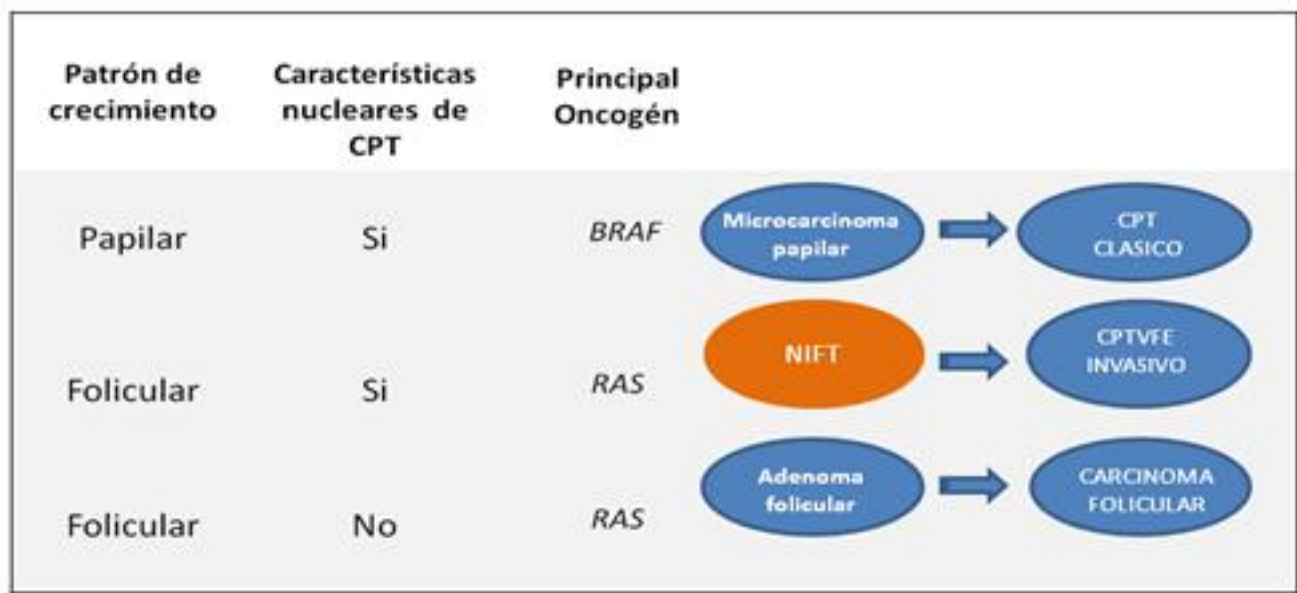 Patrón de
crecimiento
Características
nucleares de
CPT
Principal
Oncogén
Papilar
Si
BRAF
Microcarcinoma
papilar
CPT
CLASICO
Folicular
Si
RAS
NIFT
CPTVFE
INVASIVO
Folicular
No
RAS
Adenoma
folicular
CARCINOMA
FOLICULAR